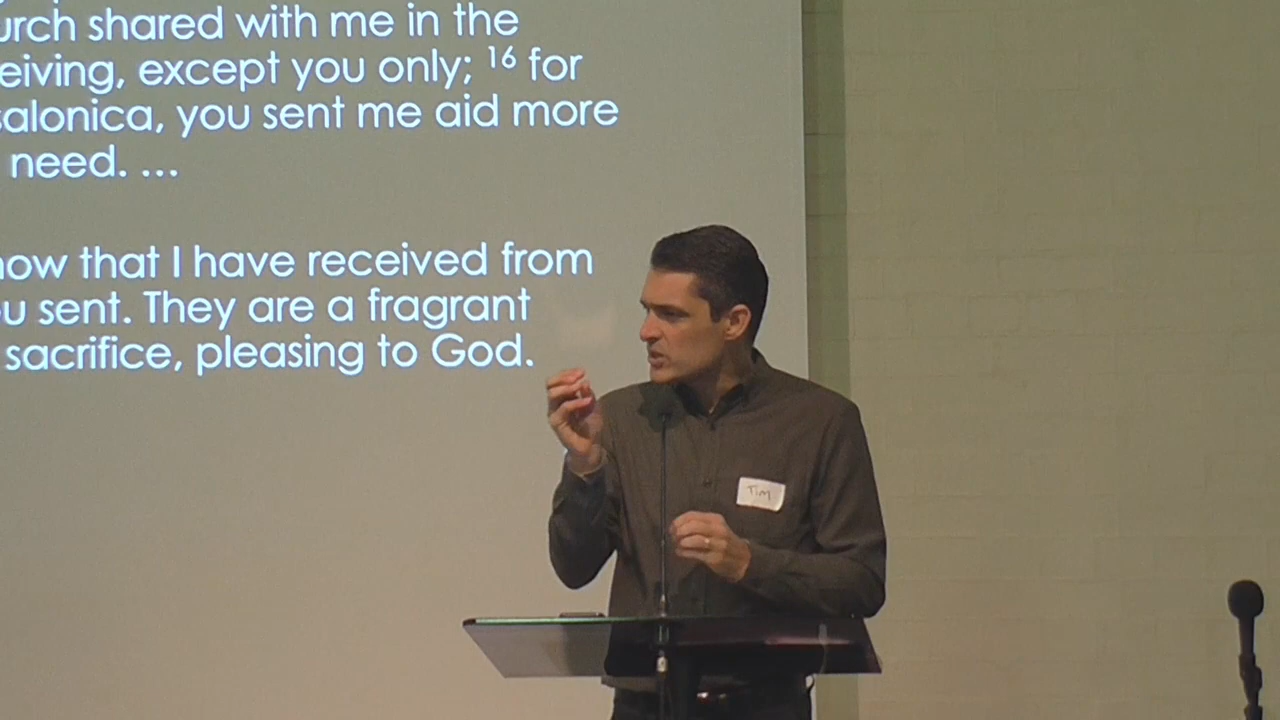 urch shared with me in the
eiving, except you only; 16 for
salonica, you sent me aid more
need. ...
now that I have received from
u sent. They are a fragrant
sacrifice, pleasing to God.
TIM